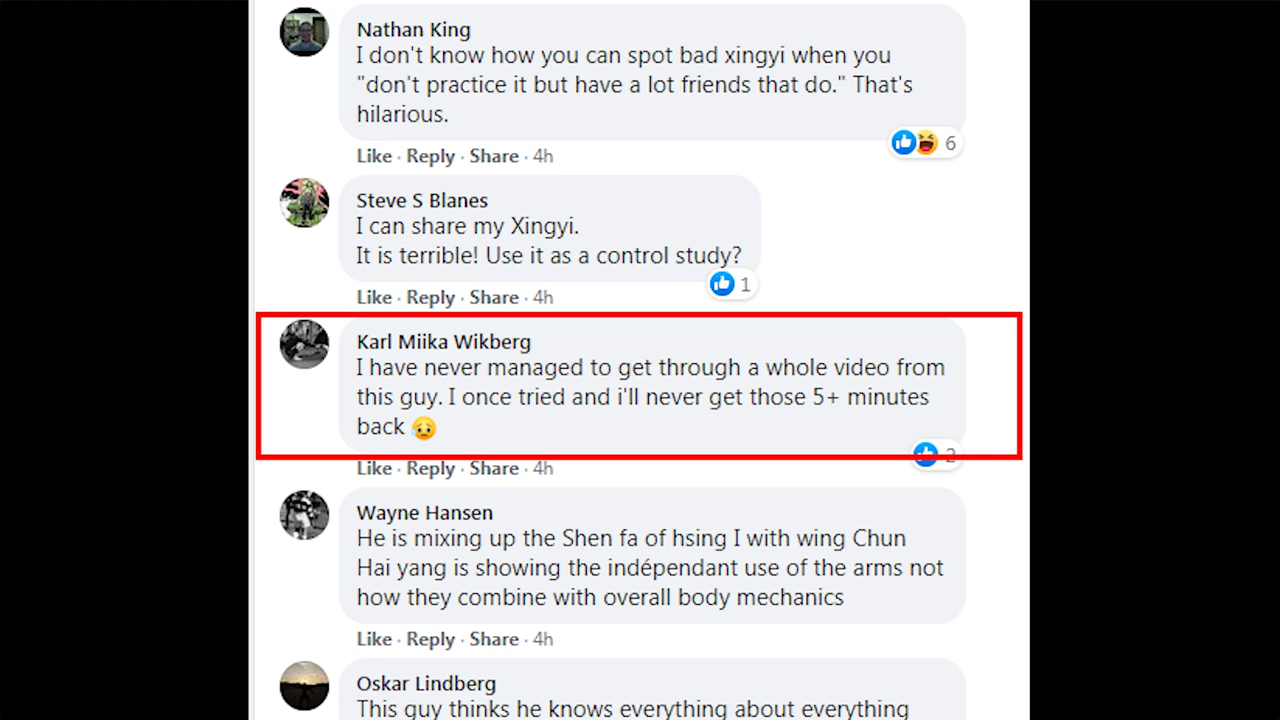 Nathan King
I don't know how you can spot bad xingyi when you
"don't practice it but have a lot friends that do." That's
hilarious.
6
Like · Reply · Share · 4h
Steve S Blanes
I can share my Xingyi.
It is terrible! Use it as a control study?
1
Like · Reply · Share · 4h
Karl Miika Wikberg
I have never managed to get through a whole video from
this guy. I once tried and i'll never get those 5+ minutes
back 😥
2
Like · Reply · Share · 4h
Wayne Hansen
He is mixing up the Shen fa of hsing I with wing Chun
Hai yang is showing the indépendant use of the arms not
how they combine with overall body mechanics
Like · Reply · Share · 4h
Oskar Lindberg
This guy thinks he knows everything about everything